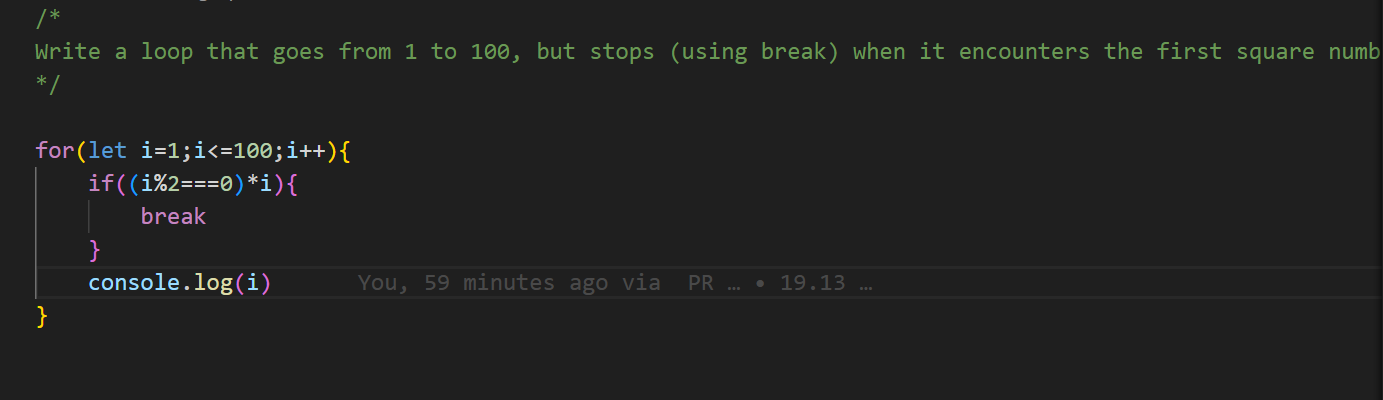 /*
Write a loop that goes from 1 to 100, but stops (using break) when it encounters the first square numb
*/
for(let i=1;i<=100;i++){
if((i%2===0)*i){
break
}
console.log(i) You, 59 minutes ago via PR … • 19.13 …
}